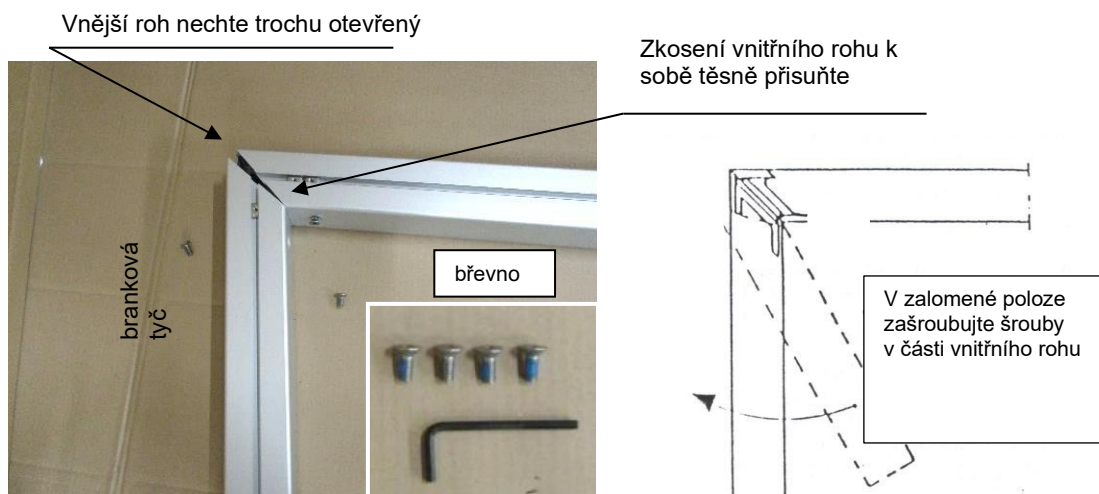 Vnější roh nechte trochu otevřený
Zkosení vnitřního rohu k
sobě těsně přisuňte
branková
tyč
břevno
V zalomené poloze
zašroubujte šrouby
v části vnitřního rohu